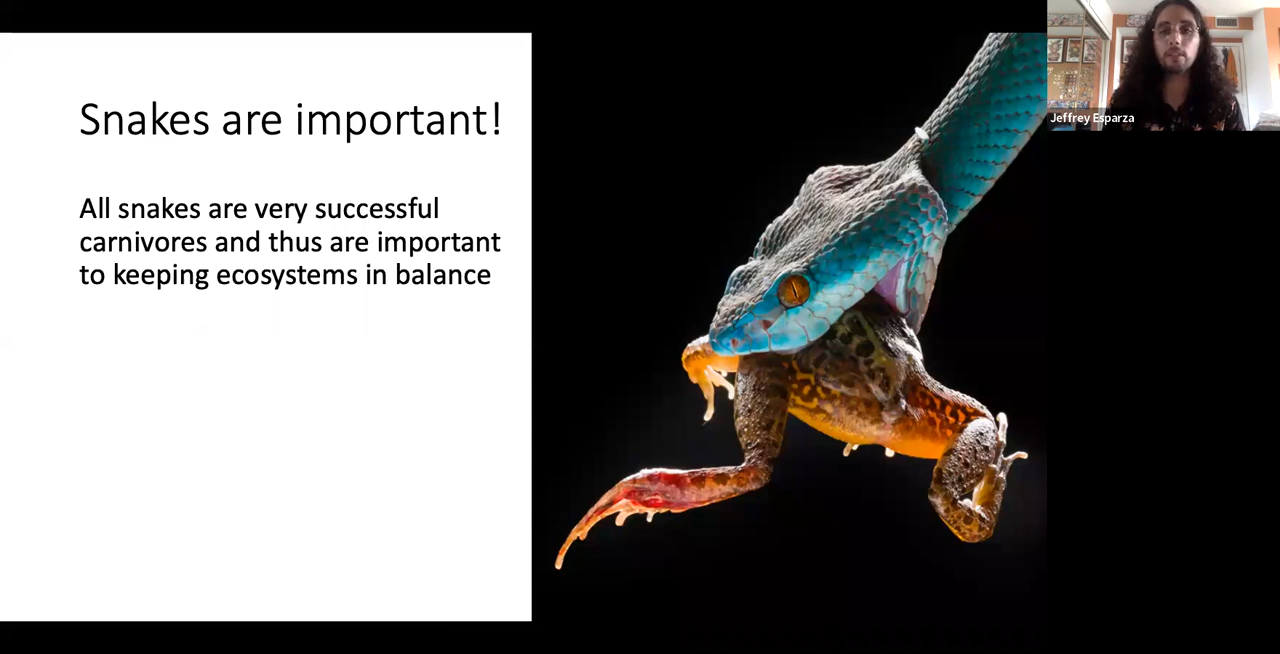 Snakes are important!
All snakes are very successful
carnivores and thus are important
to keeping ecosystems in balance
Jeffrey Esparza